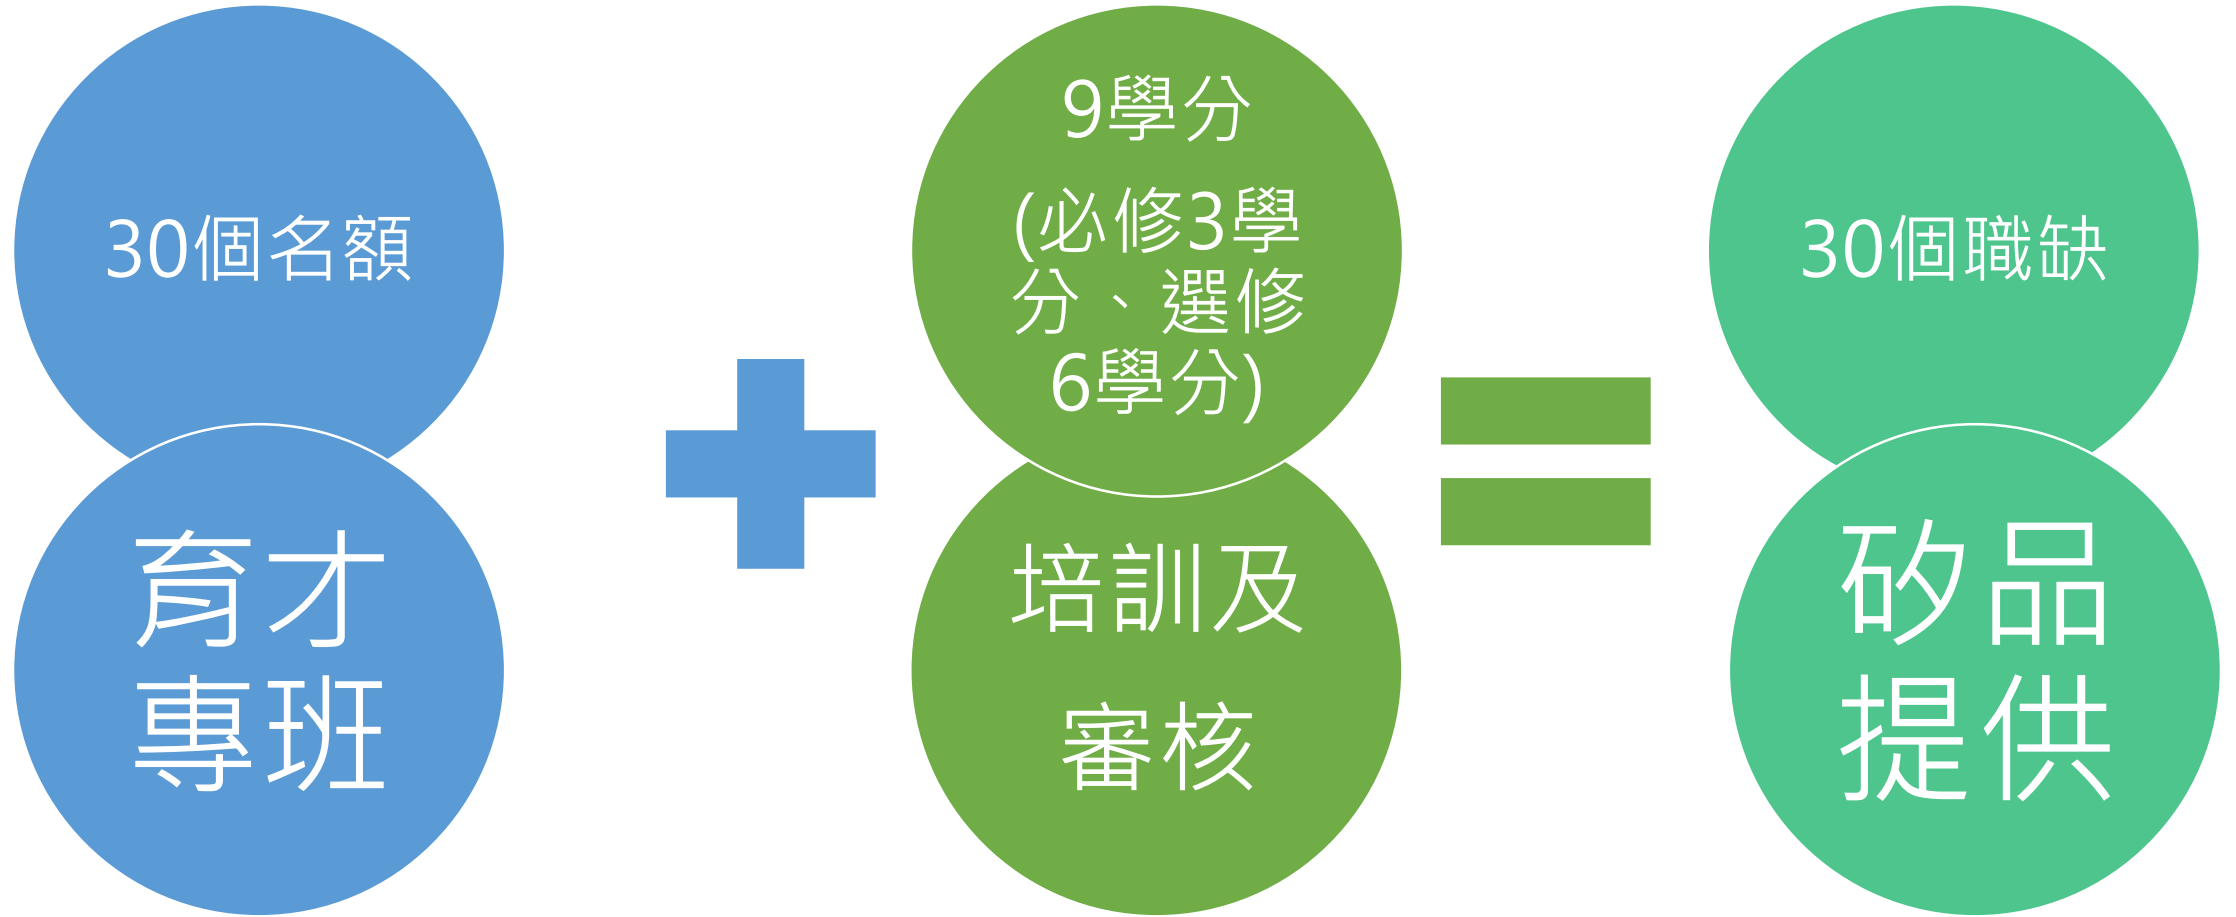 30個名額
育才
專班
9學分
(必修3學
分、選修
6學分)
培訓及
審核
30個職缺
矽品
提供